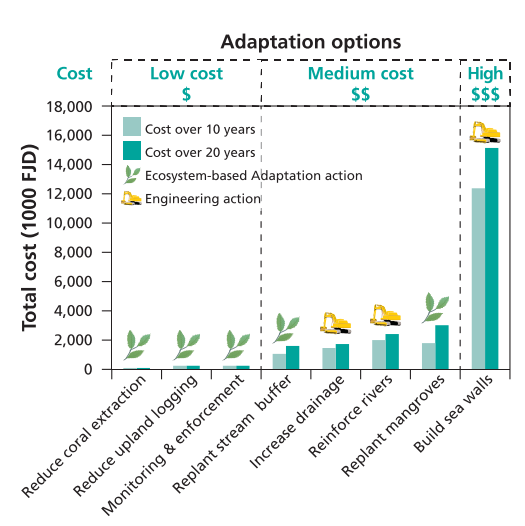 Adaptation options
Cost
Low cost
$
Medium cost
$$
High
$$$
18,000
16,000
14,000
12,000
10,000
8,000
6,000
4,000
2,000
0
Total cost (1000 FJD)
Cost over 10 years
Cost over 20 years
Ecosystem-based Adaptation action
Engineering action
Reduce coral extraction
Reduce upland logging
Monitoring & enforcement
Replant stream buffer
Increase drainage
Reinforce rivers
Replant mangroves
Build sea walls